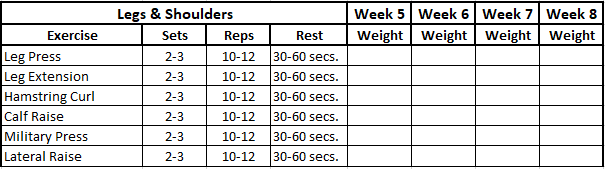 Legs & Shoulders Week 5 Week 6 Week 7 Week 8
Exercise Sets Reps Rest Weight Weight Weight Weight
Leg Press 2-3 10-12 30-60 secs.
Leg Extension 2-3 10-12 30-60 secs.
Hamstring Curl 2-3 10-12 30-60 secs.
Calf Raise 2-3 10-12 30-60 secs.
Military Press 2-3 10-12 30-60 secs.
Lateral Raise 2-3 10-12 30-60 secs.